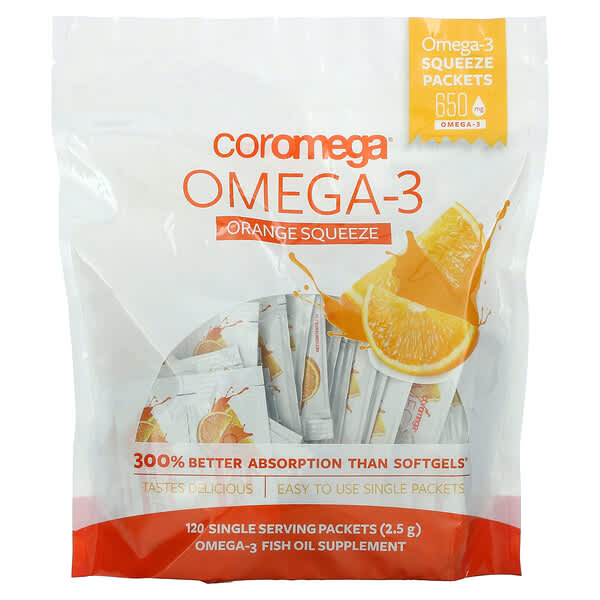 Omega-3
SQUEEZE
PACKETS
650 mg
OMEGA-3
coromega®
OMEGA-3
ORANGE SQUEEZE
coromega
300% BETTER ABSORPTION THAN SOFTGELS*
TASTES DELICIOUS | EASY TO USE SINGLE PACKETS
120 SINGLE SERVING PACKETS (2.5 g)
OMEGA-3 FISH OIL SUPPLEMENT